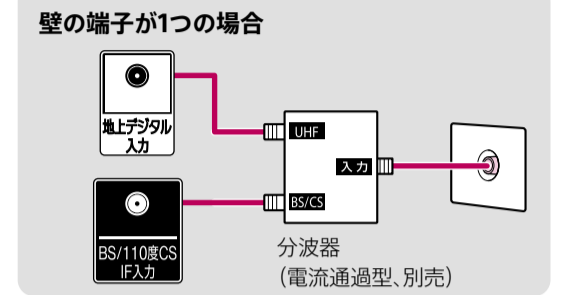 壁の端子が1つの場合
地上デジタル
入力
UHF
入力
BS/CS
BS/110度CS
IF入力
分波器
(電流通過型、別売)